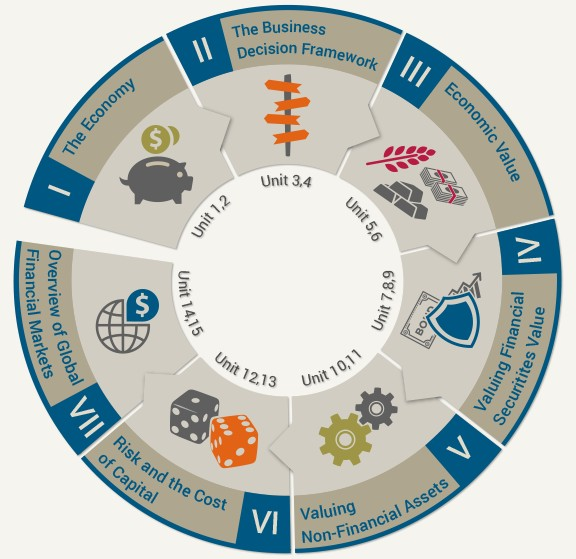 I
The Economy
$
Unit 1,2
II
The Business
Decision Framework
Unit 3,4
III
Economic Value
Unit 5,6
IV
Valuing Financial
Securitites Value
BOND
Unit 7,8,9
V
Valuing
Non-Financial Assets
Unit 10,11
VI
Risk and the Cost
of Capital
Unit 12,13
VII
Overview of Global
Financial Markets
$
Unit 14,15